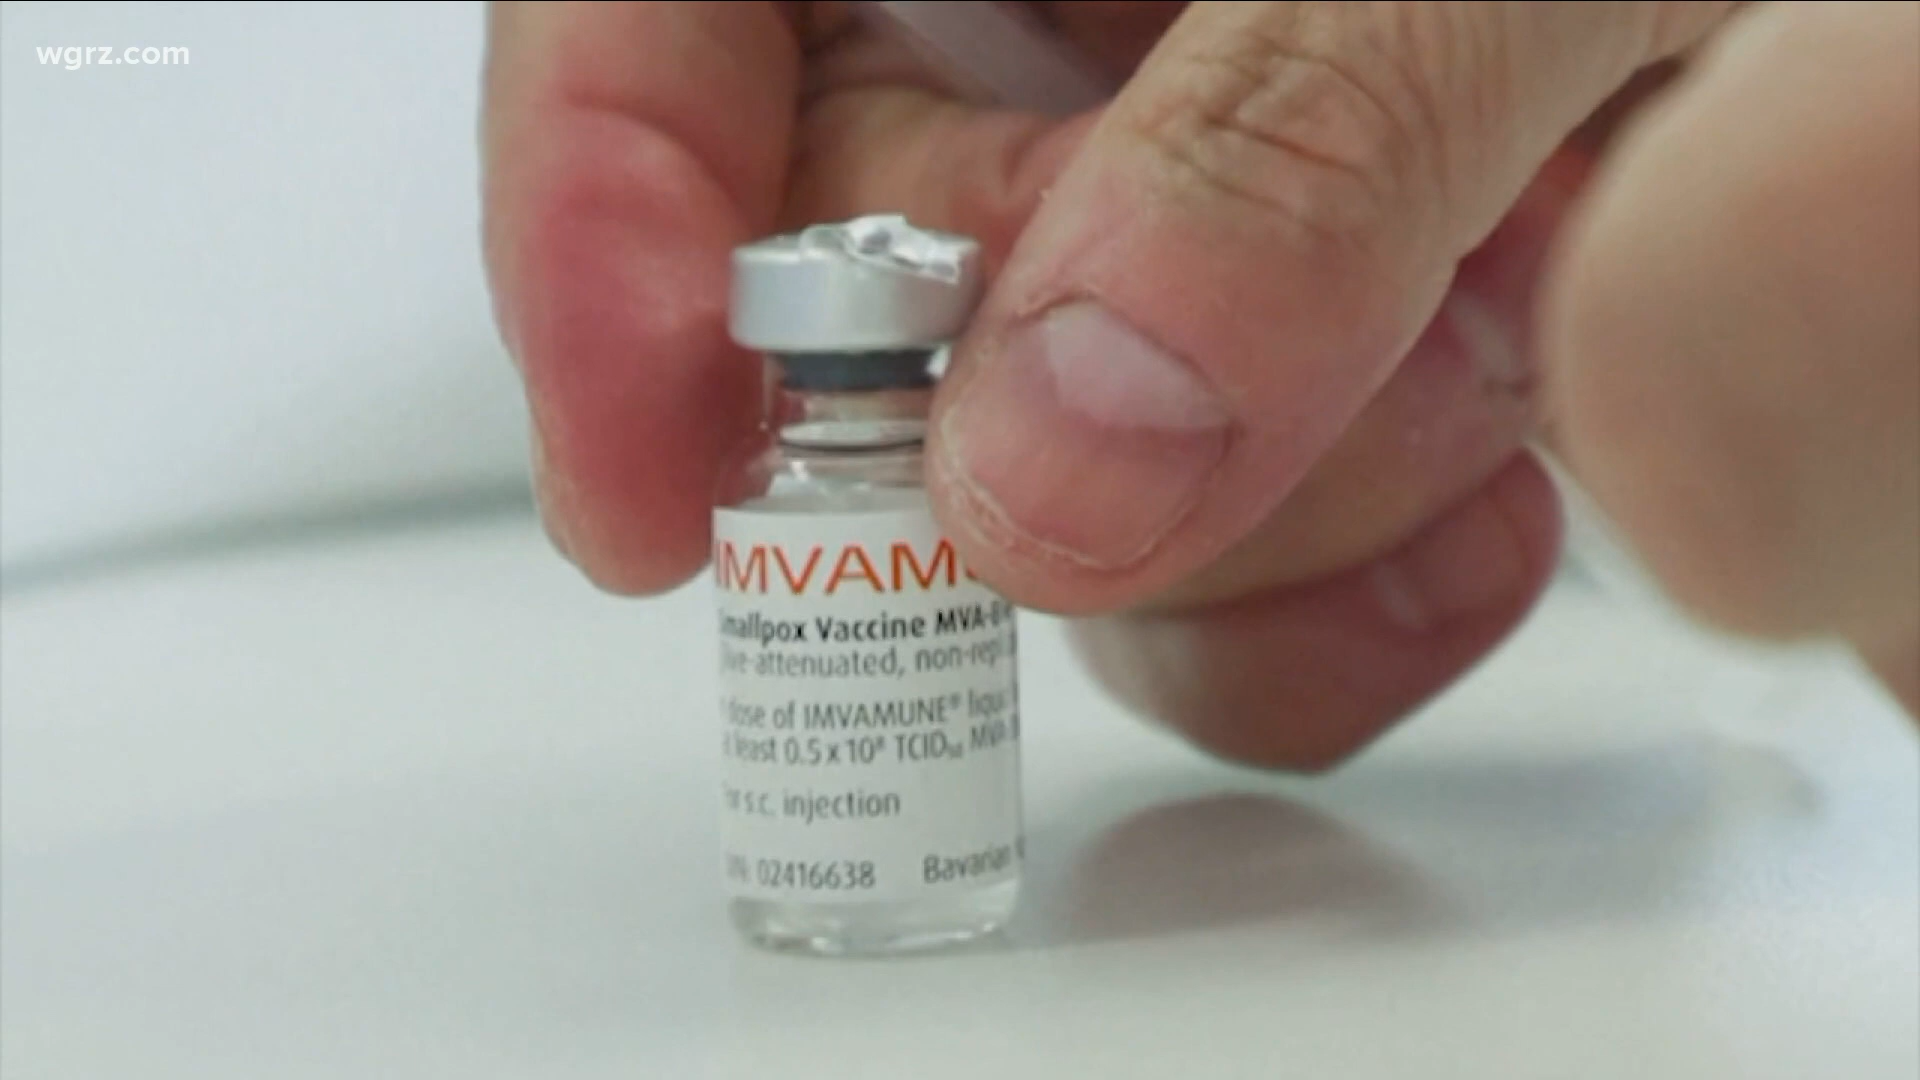 wgrz.com
IMVAMU
Smallpox Vaccine MVA-B
live-attenuated, non-repl
dose of IMVAMUNE® liqu
least 0.5 x 10⁸ TCID₅₀ MVA-B
For s.c. injection
02416638 Bavarian